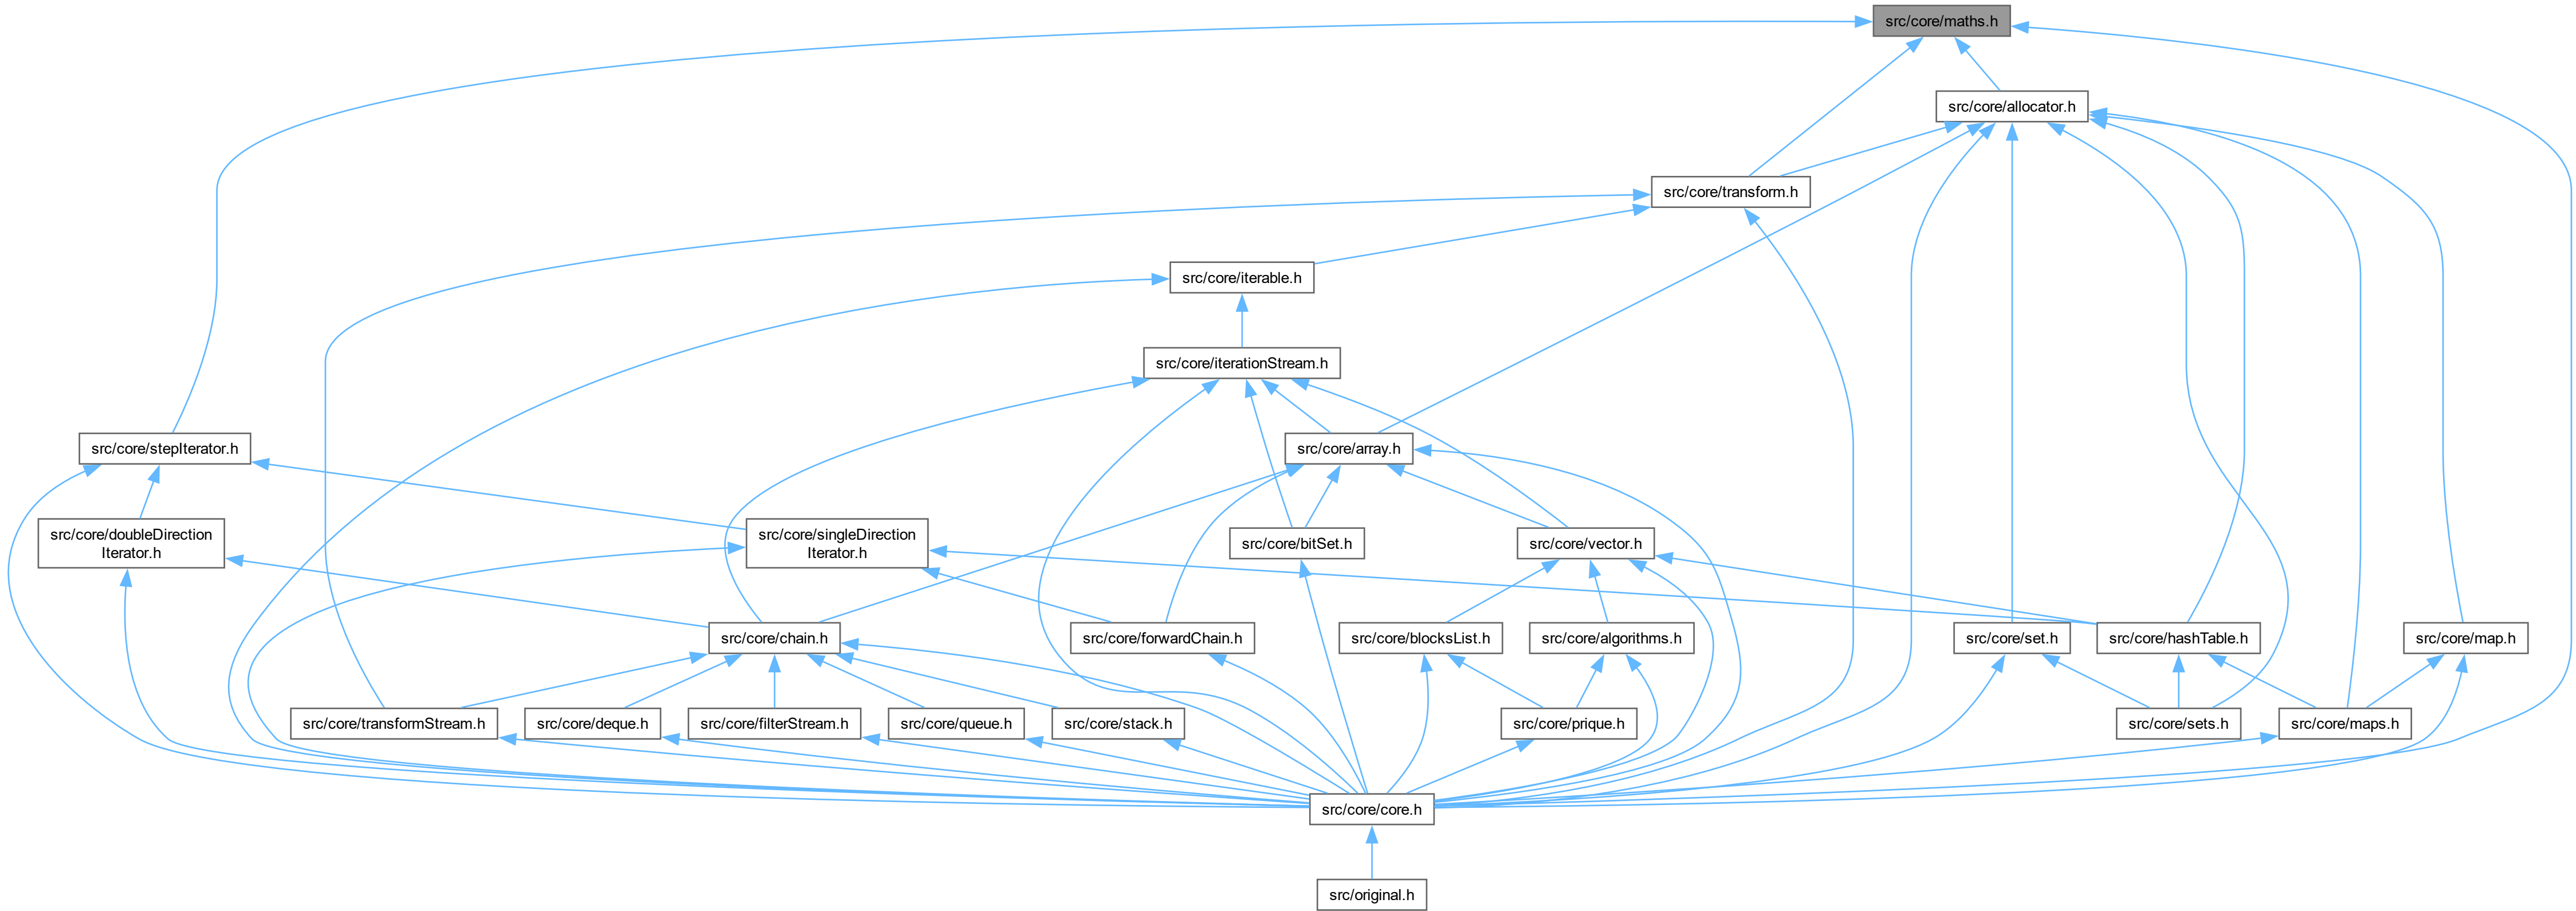 src/core/maths.h
src/core/allocator.h
src/core/transform.h
src/core/iterable.h
src/core/iterationStream.h
src/core/stepIterator.h
src/core/array.h
src/core/doubleDirection
Iterator.h
src/core/singleDirection
Iterator.h
src/core/bitSet.h
src/core/vector.h
src/core/chain.h
src/core/forwardChain.h
src/core/blocksList.h
src/core/algorithms.h
src/core/set.h
src/core/hashTable.h
src/core/map.h
src/core/transformStream.h
src/core/deque.h
src/core/filterStream.h
src/core/queue.h
src/core/stack.h
src/core/prique.h
src/core/sets.h
src/core/maps.h
src/core/core.h
src/original.h